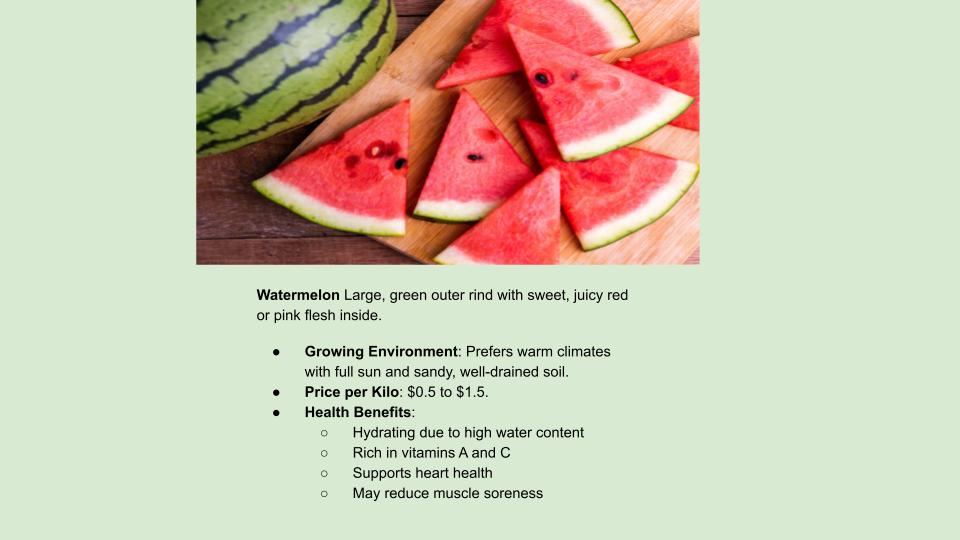 Watermelon Large, green outer rind with sweet, juicy red
or pink flesh inside.
● Growing Environment: Prefers warm climates
with full sun and sandy, well-drained soil.
● Price per Kilo: $0.5 to $1.5.
● Health Benefits:
○ Hydrating due to high water content
○ Rich in vitamins A and C
○ Supports heart health
○ May reduce muscle soreness